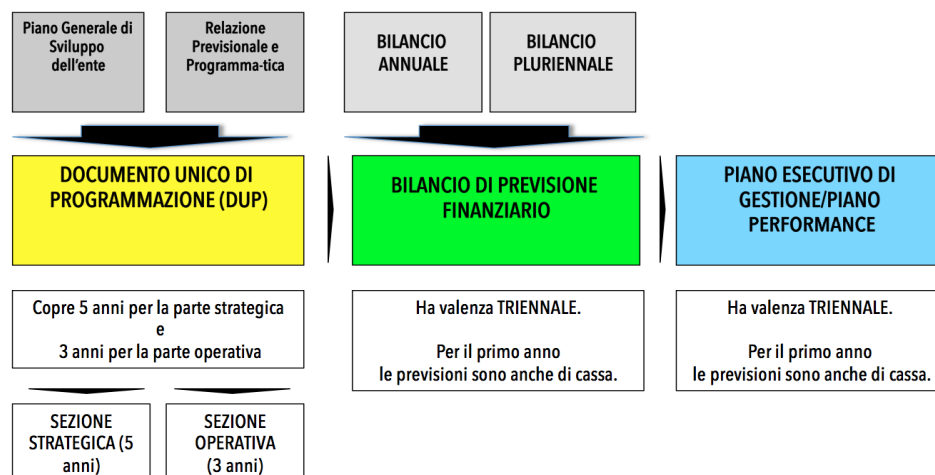 Piano Generale di
Sviluppo
dell'ente
Relazione
Previsionale e
Programma-tica
BILANCIO
ANNUALE
BILANCIO
PLURIENNALE
DOCUMENTO UNICO DI
PROGRAMMAZIONE (DUP)
BILANCIO DI PREVISIONE
FINANZIARIO
PIANO ESECUTIVO DI
GESTIONE/PIANO
PERFORMANCE
Copre 5 anni per la parte strategica
e
3 anni per la parte operativa
Ha valenza TRIENNALE.
Per il primo anno
le previsioni sono anche di cassa.
Ha valenza TRIENNALE.
Per il primo anno
le previsioni sono anche di cassa.
SEZIONE
STRATEGICA (5
anni)
SEZIONE
OPERATIVA
(3 anni)